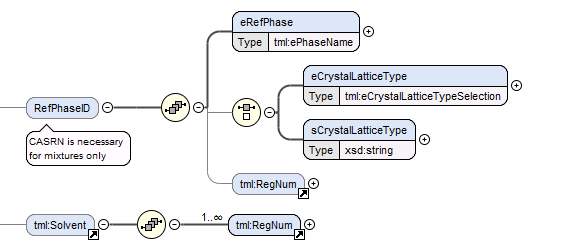 eRefPhase
Type tml:ePhaseName
RefPhaseID
CASRN is necessary
for mixtures only
eCrystalLatticeType
Type tml:eCrystalLatticeTypeSelection
sCrystalLatticeType
Type xsd:string
tml:RegNum
tml:Solvent
1..∞
tml:RegNum